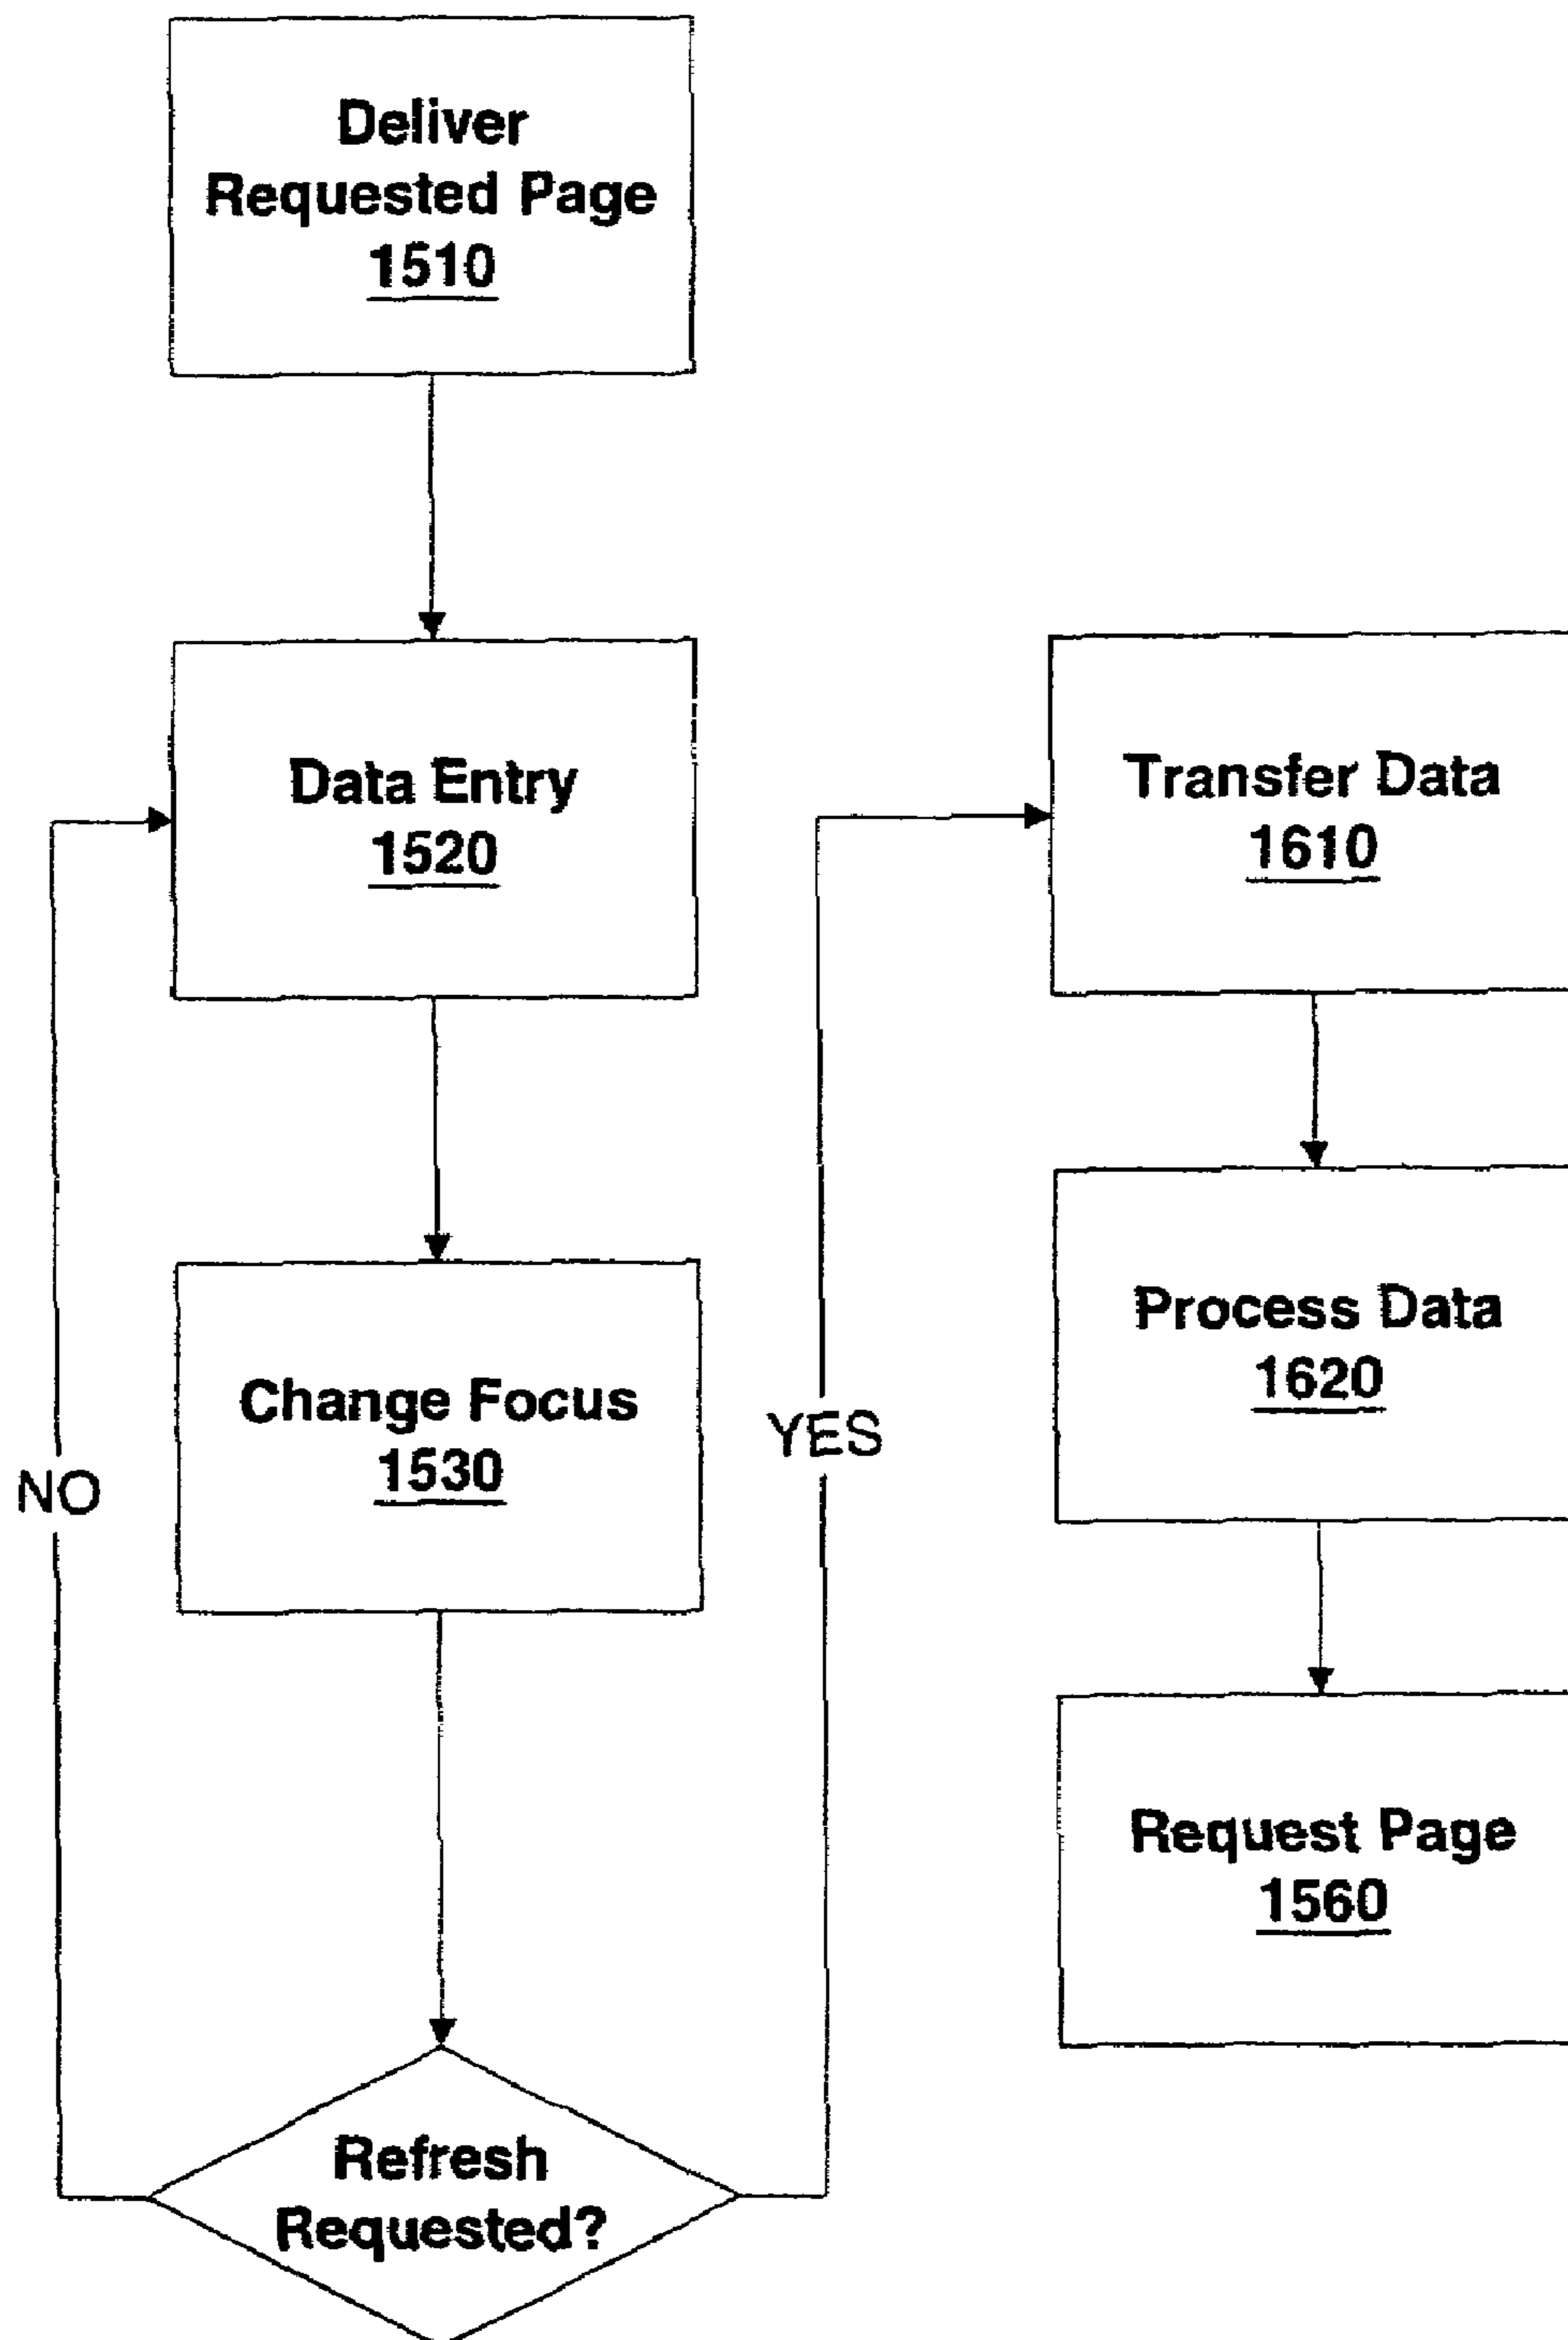 Deliver
Requested Page
1510
Data Entry
1520
Change Focus
1530
NO
Refresh
Requested?
YES
Transfer Data
1610
Process Data
1620
Request Page
1560